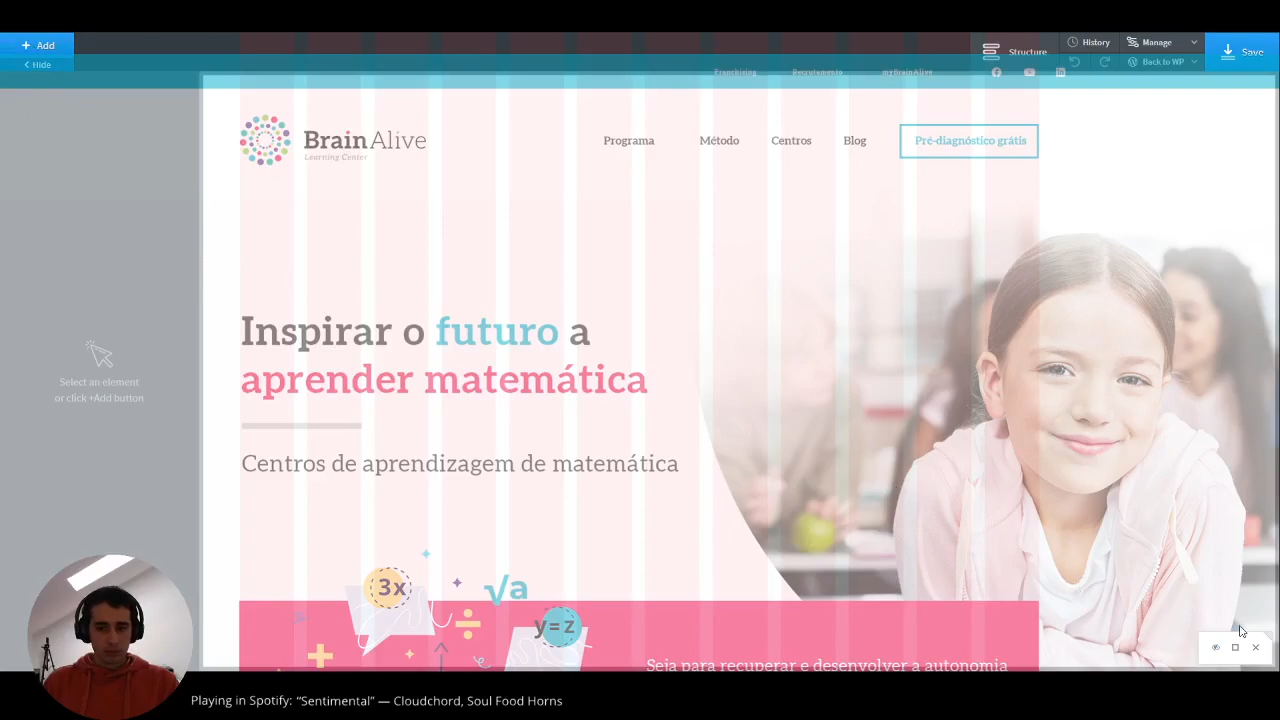 Add
Hide
Structure
History
Manage
Back to WP
Save
Franchising
Recrutamento
myBrainAlive
BrainAlive
Learning Center
Programa
Método
Centros
Blog
Pré-diagnóstico grátis
Select an element
or click +Add button
Inspirar o futuro a
aprender matemática
Centros de aprendizagem de matemática
3x
√a
÷
y=z
+
Seja para recuperar e desenvolver a autonomia
Playing in Spotify: “Sentimental” — Cloudchord, Soul Food Horns